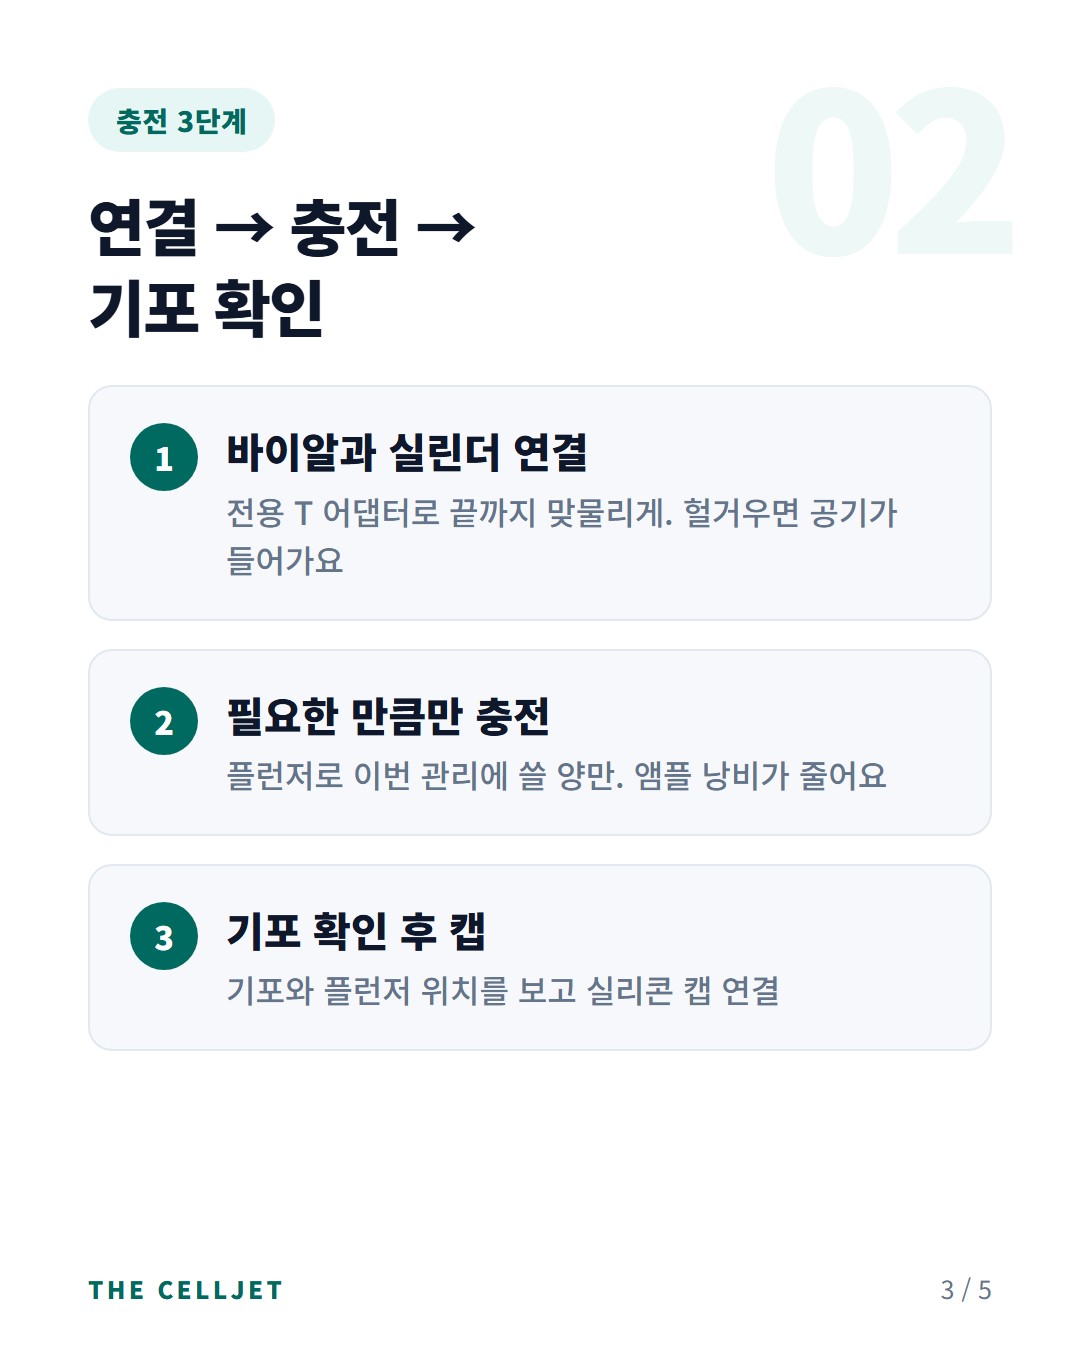 충전 3단계
02
연결 → 충전 →
기포 확인
1
바이알과 실린더 연결
전용 T 어댑터로 끝까지 맞물리게. 헐거우면 공기가
들어가요
2
필요한 만큼만 충전
플런저로 이번 관리에 쓸 양만. 앰플 낭비가 줄어요
3
기포 확인 후 캡
기포와 플런저 위치를 보고 실리콘 캡 연결
THE CELLJET
3 / 5